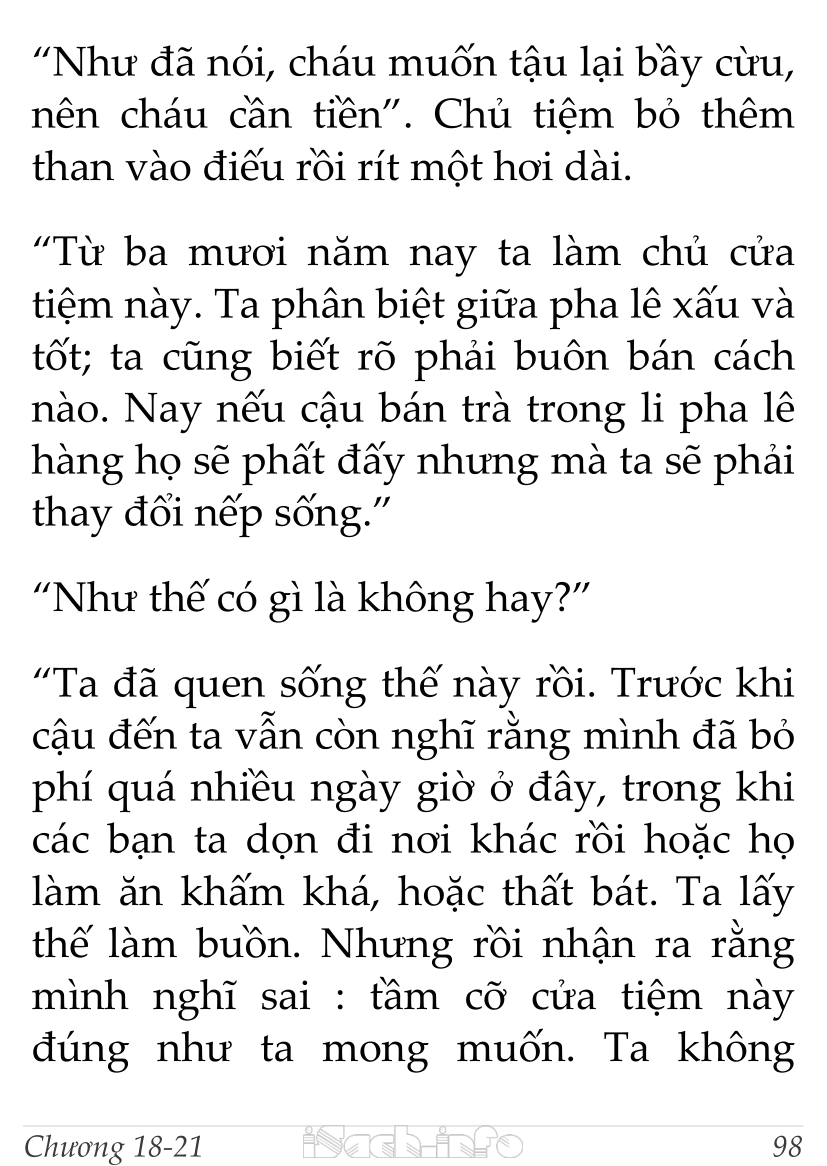 “Như đã nói, cháu muốn tậu lại bầy cừu,
nên cháu cần tiền”. Chủ tiệm bỏ thêm
than vào điếu rồi rít một hơi dài.
“Từ ba mươi năm nay ta làm chủ cửa
tiệm này. Ta phân biệt giữa pha lê xấu và
tốt; ta cũng biết rõ phải buôn bán cách
nào. Nay nếu cậu bán trà trong li pha lê
hàng họ sẽ phất đấy nhưng mà ta sẽ phải
thay đổi nếp sống.”
“Như thế có gì là không hay?”
“Ta đã quen sống thế này rồi. Trước khi
cậu đến ta vẫn còn nghĩ rằng mình đã bỏ
phí quá nhiều ngày giờ ở đây, trong khi
các bạn ta dọn đi nơi khác rồi hoặc họ
làm ăn khấm khá, hoặc thất bát. Ta lấy
thế làm buồn. Nhưng rồi nhận ra rằng
mình nghĩ sai : tầm cỡ cửa tiệm này
đúng như ta mong muốn. Ta không
Chương 18-21 iSach.info 98